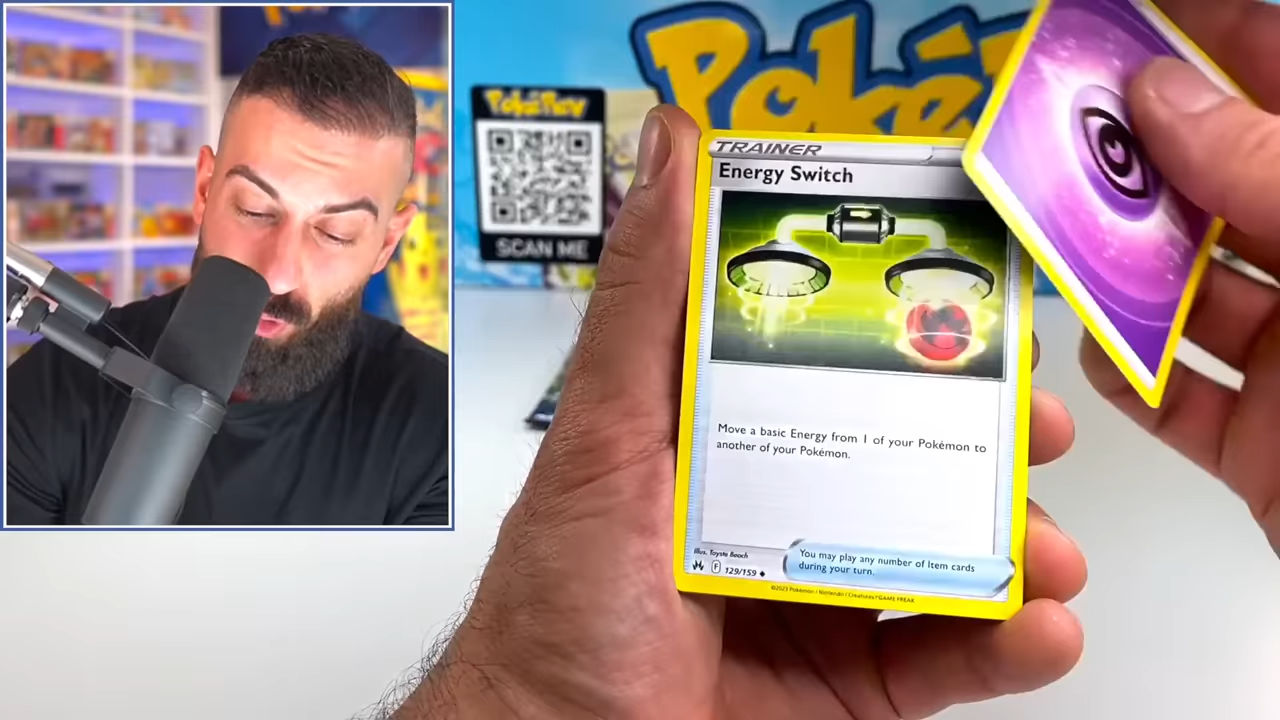 PokéRev
SCAN ME
Poké
TRAINER
Energy Switch
Move a basic Energy from 1 of your Pokémon to
another of your Pokémon.
Illus. Toyste Beach
F 129/159
You may play any number of Item cards
during your turn.
©2023 Pokémon / Nintendo / Creatures / GAME FREAK